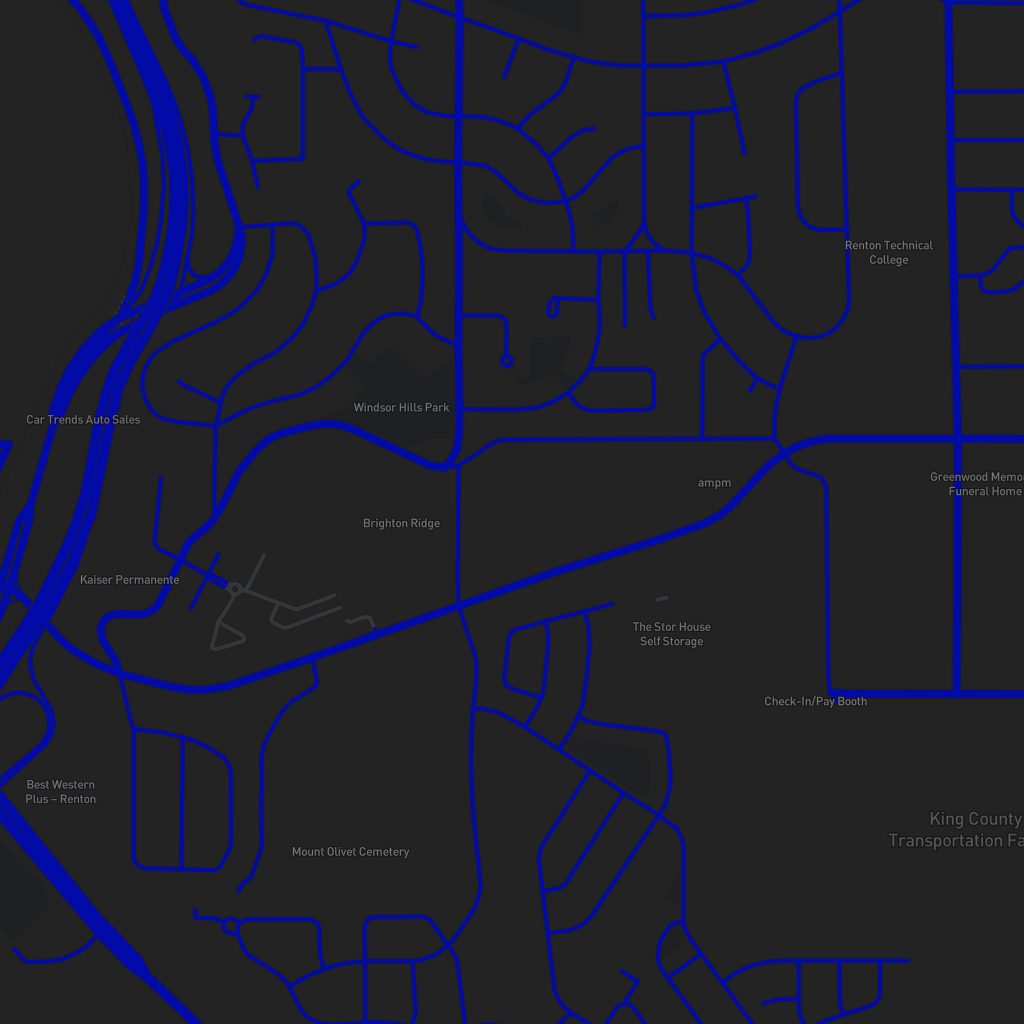 Renton Technical
College
Windsor Hills Park
Car Trends Auto Sales
ampm
Greenwood Memo
Funeral Home
Brighton Ridge
Kaiser Permanente
The Stor House
Self Storage
Check-In/Pay Booth
Best Western
Plus – Renton
King County
Transportation Fa
Mount Olivet Cemetery